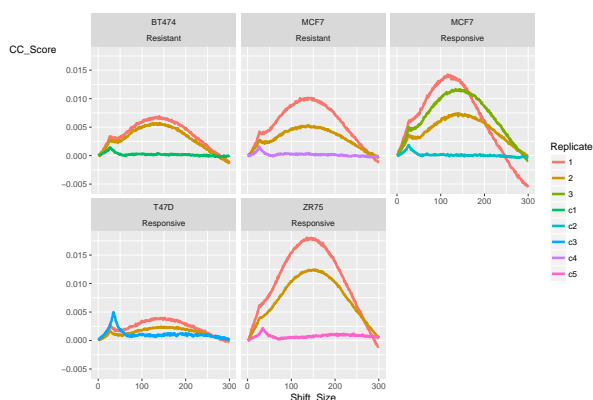 BT474
MCF7
MCF7
Resistant
Resistant
Responsive
CC_Score
0.015
0.010
0.005
0.000
−0.005
0
100
200
300
Replicate
1
2
3
c1
c2
c3
c4
c5
T47D
ZR75
Responsive
Responsive
0.015
0.010
0.005
0.000
−0.005
0
100
200
300
0
100
200
300
Shift_Size